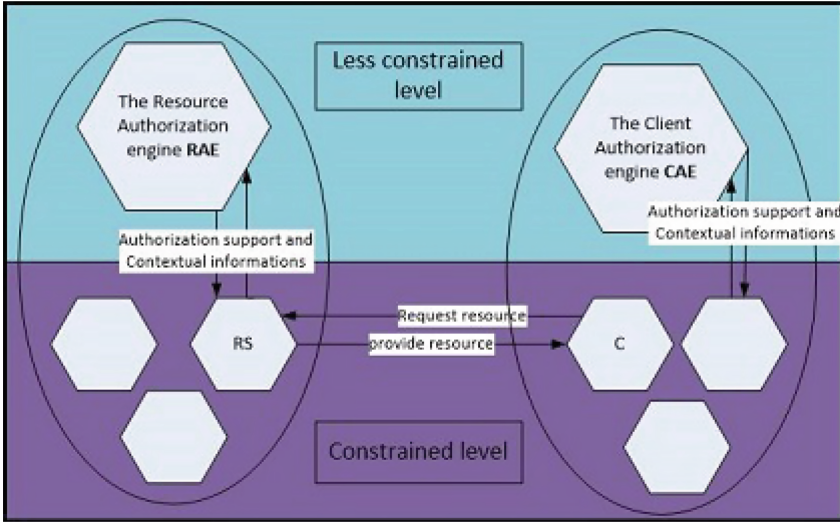 Less constrained
level
The Resource
Authorization
engine RAE
The Client
Authorization
engine CAE
Authorization support and
Contextual informations
Authorization support and
Contextual informations
Request resource
RS
C
provide resource
Constrained level